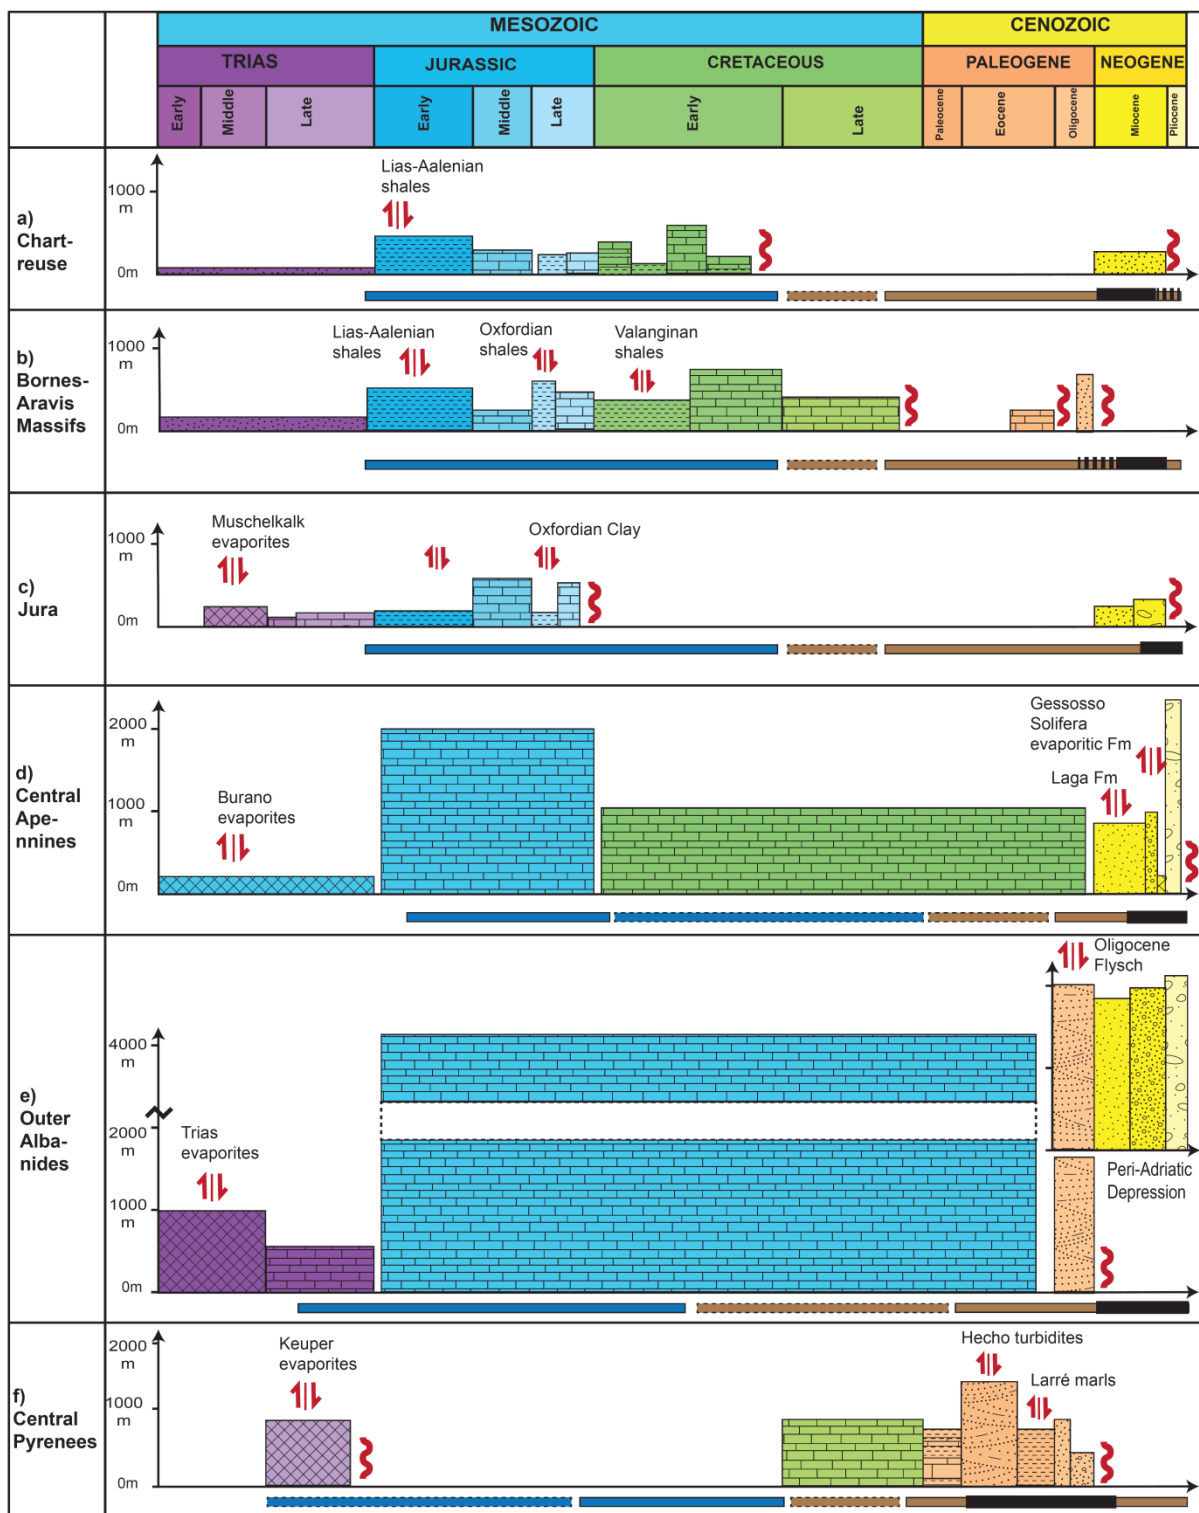 MESOZOIC
CENOZOIC
TRIAS
JURASSIC
CRETACEOUS
PALEOGENE
NEOGENE
Early
Middle
Late
Early
Middle
Late
Early
Late
Paleocene
Eocene
Oligocene
Miocene
Pliocene
a)
Chart-
reuse
1000
m
0m
Lias-Aalenian
shales
b)
Bornes-
Aravis
Massifs
1000
m
0m
Lias-Aalenian
shales
Oxfordian
shales
Valanginan
shales
c)
Jura
1000
m
0m
Muschelkalk
evaporites
Oxfordian Clay
d)
Central
Ape-
nnines
2000
m
1000
m
0m
Burano
evaporites
Gessosso
Solifera
evaporitic Fm
Laga Fm
e)
Outer
Alba-
nides
4000
m
2000
m
1000
m
0m
Trias
evaporites
Oligocene
Flysch
Peri-Adriatic
Depression
f)
Central
Pyrenees
2000
m
1000
m
0m
Keuper
evaporites
Hecho turbidites
Larré marls